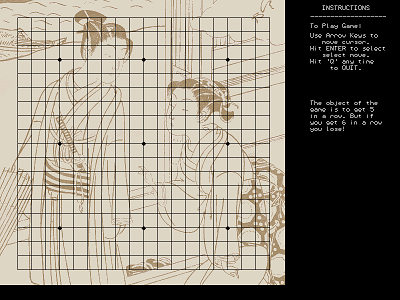 INSTRUCTIONS
To Play Game!
Use Arrow Keys to
move cursor.
Hit ENTER to select
select move.
Hit 'Q' any time
to QUIT.
The object of the
game is to get 5
in a row. But if
you get 6 in a row
you lose!